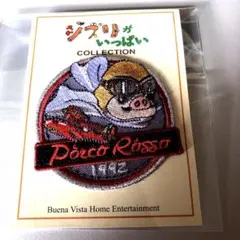 ジブリが
いっぱい
COLLECTION
Porco Rosso
1992
Buena Vista Home Entertainment